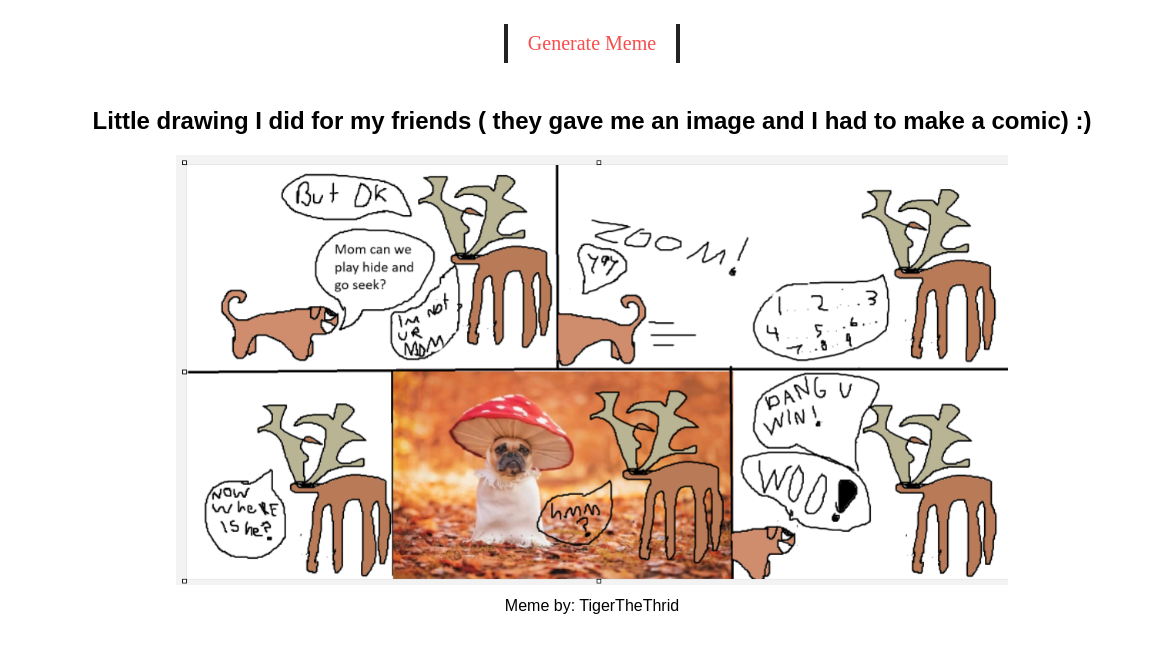 Generate Meme
Little drawing I did for my friends ( they gave me an image and I had to make a comic) :)
But OK
Mom can we
play hide and
go seek?
Im NOT
UR
MOM
ZOOM!
yay
1 . . . 2 . . . . 3
4 . . . 5 . . . 6 . . .
7 . 8 . 9
NOW
WheRE
IS he?
hmm
?
DANG U
WIN!
WOO!
Meme by: TigerTheThrid